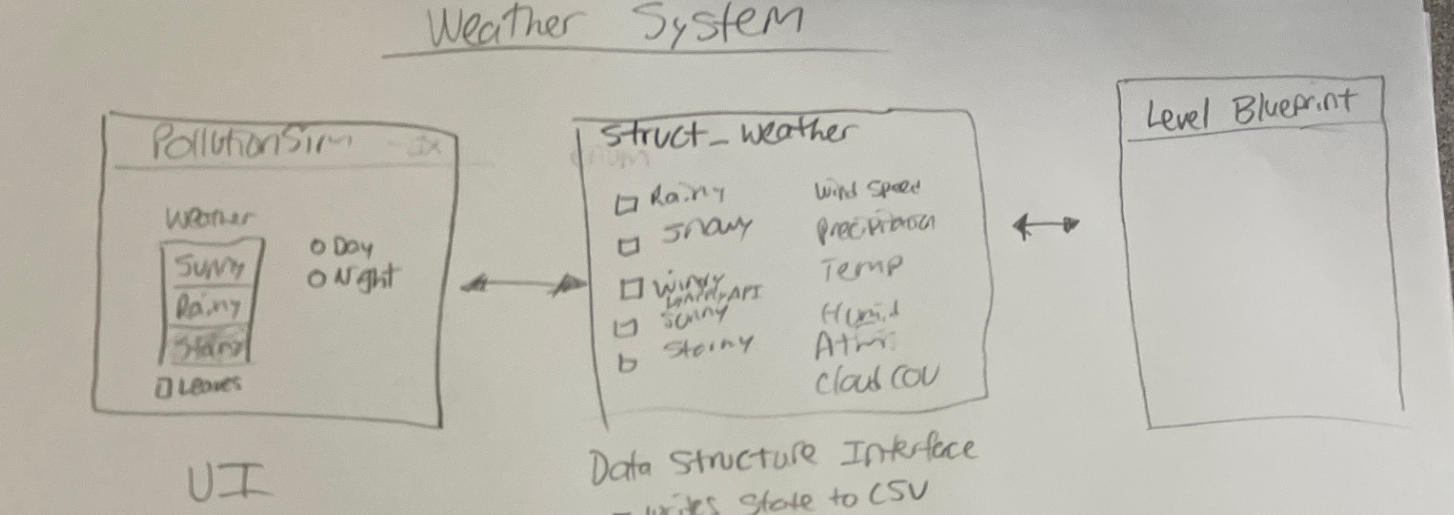 Weather System
PollutionSim
Weather
Sunny
Rainy
Stormy
Leaves
Day
Night
UI
Struct_weather
Rainy
Snowy
Windy
Sunny
Stormy
Wind Speed
Precipitation
Temp
Humid
Atm
Cloud Cov
Data Structure Interface
- writes State to CSV
Level Blueprint